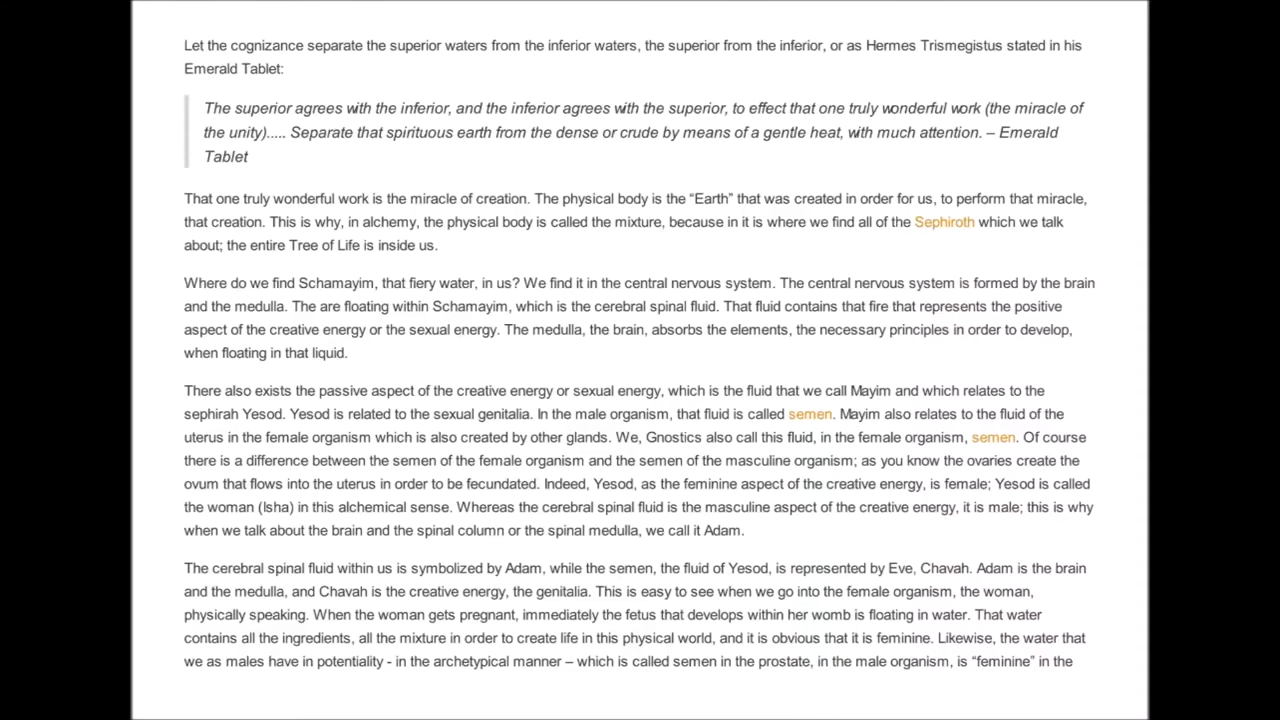 Let the cognizance separate the superior waters from the inferior waters, the superior from the inferior, or as Hermes Trismegistus stated in his
Emerald Tablet:
The superior agrees with the inferior, and the inferior agrees with the superior, to effect that one truly wonderful work (the miracle of
the unity)..... Separate that spirituous earth from the dense or crude by means of a gentle heat, with much attention. – Emerald
Tablet
That one truly wonderful work is the miracle of creation. The physical body is the “Earth” that was created in order for us, to perform that miracle,
that creation. This is why, in alchemy, the physical body is called the mixture, because in it is where we find all of the Sephiroth which we talk
about; the entire Tree of Life is inside us.
Where do we find Schamayim, that fiery water, in us? We find it in the central nervous system. The central nervous system is formed by the brain
and the medulla. The are floating within Schamayim, which is the cerebral spinal fluid. That fluid contains that fire that represents the positive
aspect of the creative energy or the sexual energy. The medulla, the brain, absorbs the elements, the necessary principles in order to develop,
when floating in that liquid.
There also exists the passive aspect of the creative energy or sexual energy, which is the fluid that we call Mayim and which relates to the
sephirah Yesod. Yesod is related to the sexual genitalia. In the male organism, that fluid is called semen. Mayim also relates to the fluid of the
uterus in the female organism which is also created by other glands. We, Gnostics also call this fluid, in the female organism, semen. Of course
there is a difference between the semen of the female organism and the semen of the masculine organism; as you know the ovaries create the
ovum that flows into the uterus in order to be fecundated. Indeed, Yesod, as the feminine aspect of the creative energy, is female; Yesod is called
the woman (Isha) in this alchemical sense. Whereas the cerebral spinal fluid is the masculine aspect of the creative energy, it is male; this is why
when we talk about the brain and the spinal column or the spinal medulla, we call it Adam.
The cerebral spinal fluid within us is symbolized by Adam, while the semen, the fluid of Yesod, is represented by Eve, Chavah. Adam is the brain
and the medulla, and Chavah is the creative energy, the genitalia. This is easy to see when we go into the female organism, the woman,
physically speaking. When the woman gets pregnant, immediately the fetus that develops within her womb is floating in water. That water
contains all the ingredients, all the mixture in order to create life in this physical world, and it is obvious that it is feminine. Likewise, the water that
we as males have in potentiality - in the archetypical manner – which is called semen in the prostate, in the male organism, is “feminine” in the